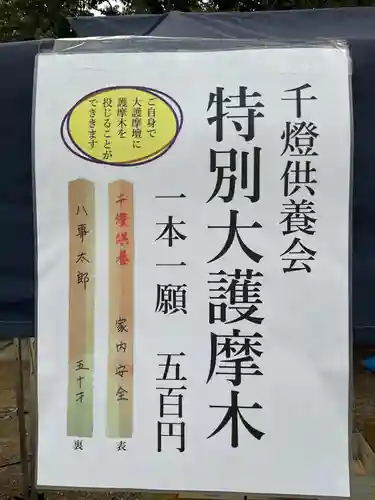 千燈供養会
特別大護摩木
一本一願 五百円
ご自身で
大護摩壇に
護摩木を
投じることが
でききます
千燈供養 家内安全
表
八事太郎 五十才
裏